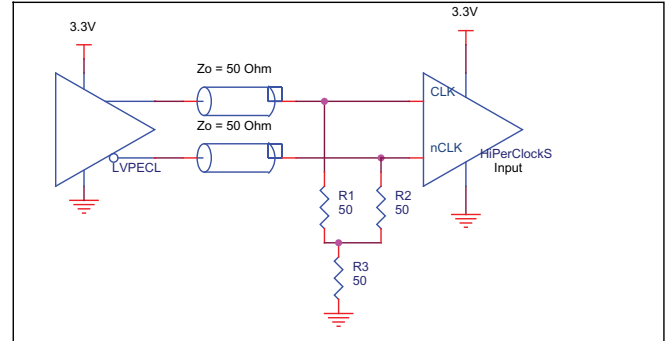 3.3V
3.3V
Zo = 50 Ohm
CLK
Zo = 50 Ohm
nCLK
HiPerClockS
Input
LVPECL
R1
50
R2
50
R3
50